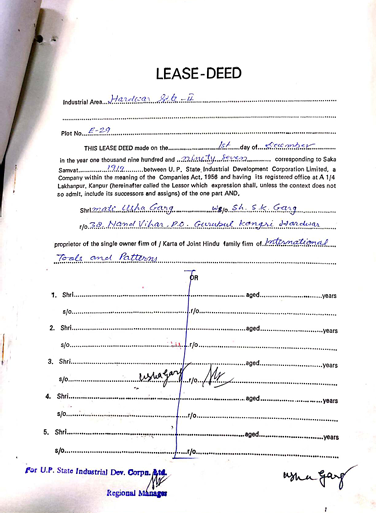 LEASE-DEED
Industrial Area...Hardwar Site-II
Plot No. E-29
THIS LEASE DEED made on the 1st day of December
in the year one thousand nine hundred and ninety seven corresponding to Saka
Samvat 1919 between U. P. State Industrial Development Corporation Limited, a
Company within the meaning of the Companies Act, 1956 and having its registered office at A 1/4
Lakhanpur, Kanpur (hereinafter called the Lessor which expression shall, unless the context does not
so admit, include its successors and assigns) of the one part AND,
Shrimati Usha Garg w/o Sh. S.K. Garg
r/o. 38, Nand Vihar, P.O. Gurukul Kangri Hardwar
proprietor of the single owner firm of / Karta of Joint Hindu family firm of International
Tools and Patterns
OR
1. Shri....................aged....................years
s/o....................r/o....................
2. Shri....................aged....................years
s/o....................r/o....................
3. Shri....................aged....................years
s/o....................Usha Garg r/o....................
4. Shri....................aged....................years
s/o....................r/o....................
5. Shri....................aged....................years
s/o....................r/o....................
For U.P. State Industrial Dev. Corpn. Ltd.
Usha Garg
Regional Manager